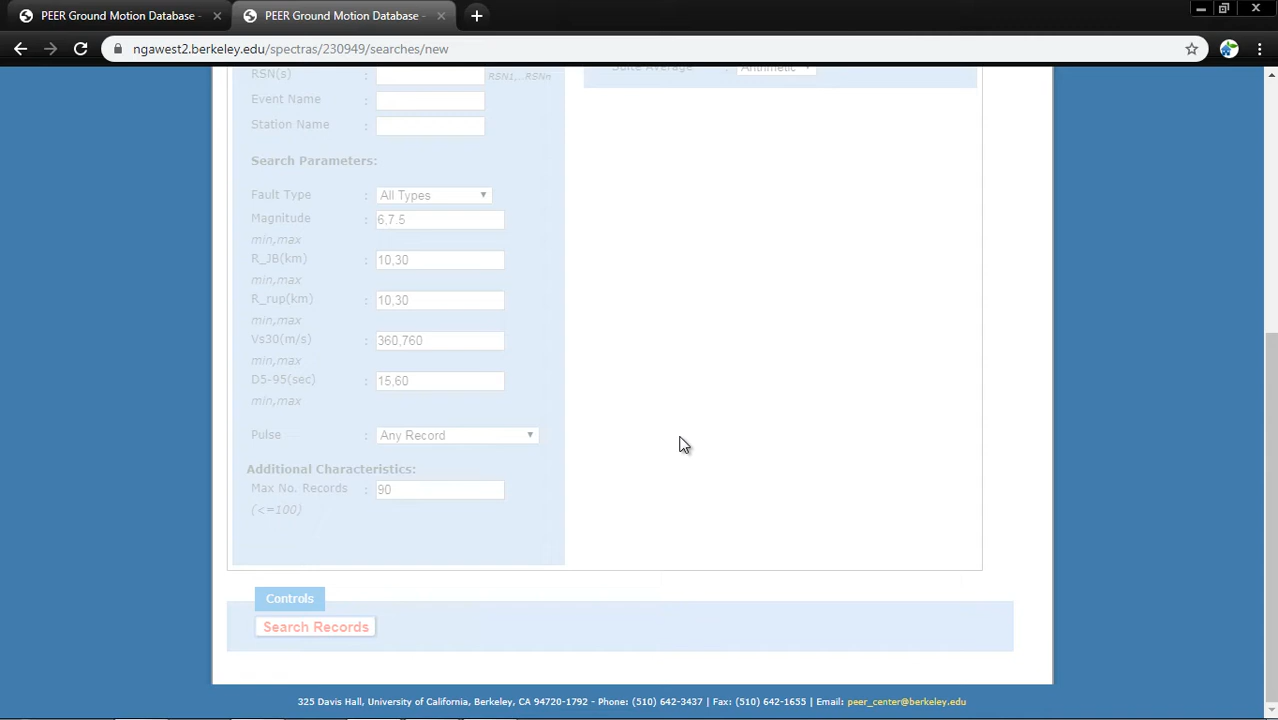 PEER Ground Motion Database - PEER Ground Motion Database -
ngawest2.berkeley.edu/spectras/230949/searches/new
RSN(s) : RSN1,..RSNn
Suite Average : Arithmetic
Event Name :
Station Name :
Search Parameters:
Fault Type : All Types
Magnitude : 6,7.5
min,max
R_JB(km) : 10,30
min,max
R_rup(km) : 10,30
min,max
Vs30(m/s) : 360,760
min,max
D5-95(sec) : 15,60
min,max
Pulse : Any Record
Additional Characteristics:
Max No. Records : 90
(<=100)
Controls
Search Records
325 Davis Hall, University of California, Berkeley, CA 94720-1792 - Phone: (510) 642-3437 | Fax: (510) 642-1655 | Email: peer_center@berkeley.edu